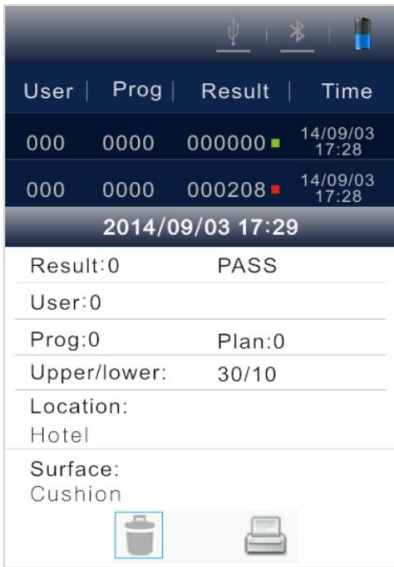 User | Prog | Result | Time
000 0000 000000 14/09/03 17:28
000 0000 000208 14/09/03 17:28
2014/09/03 17:29
Result:0 PASS
User:0
Prog:0 Plan:0
Upper/lower: 30/10
Location:
Hotel
Surface:
Cushion